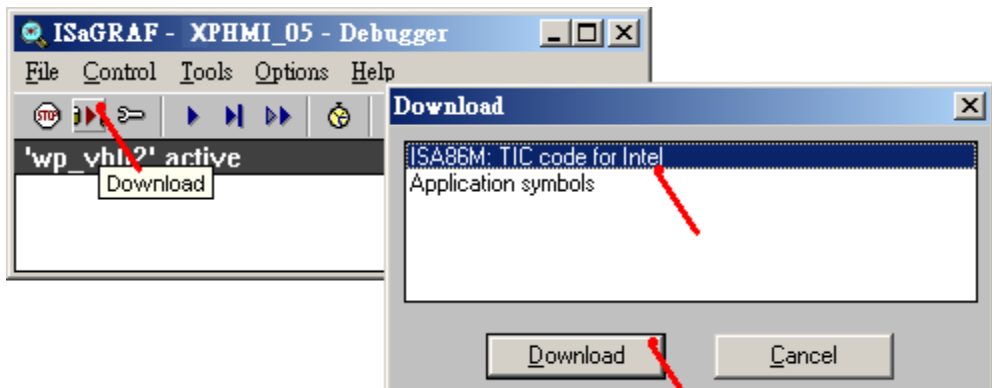 ISaGRAF - XPHMI_05 - Debugger
File Control Tools Options Help
STOP
active
Download
Download
ISA86M: TIC code for Intel
Application symbols
Download Cancel